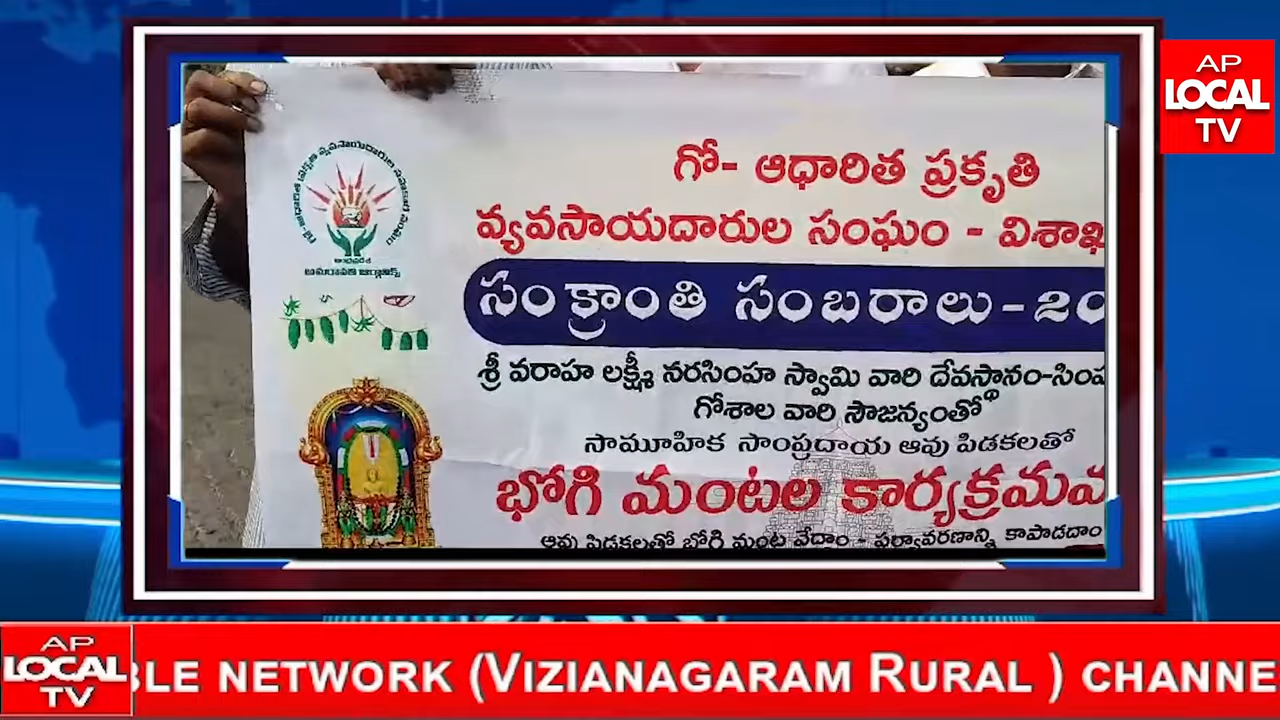 AP
LOCAL
TV
గో- ఆధారిత ప్రకృతి
వ్యవసాయదారుల సంఘం - విశాఖ
సంక్రాంతి సంబరాలు-20
శ్రీ వరాహ లక్ష్మీ నరసింహ స్వామి వారి దేవస్థానం-సింహ
గోశాల వారి సౌజన్యంతో
సామూహిక సాంప్రదాయ ఆవు పిడకలతో
భోగి మంటల కార్యక్రమమ
ఆవు పిడకలతో భోగి మంట వేద్దాం - పర్యావరణాన్ని కాపాడదాం
AP
LOCAL
TV
BLE NETWORK (VIZIANAGARAM RURAL ) CHANNE